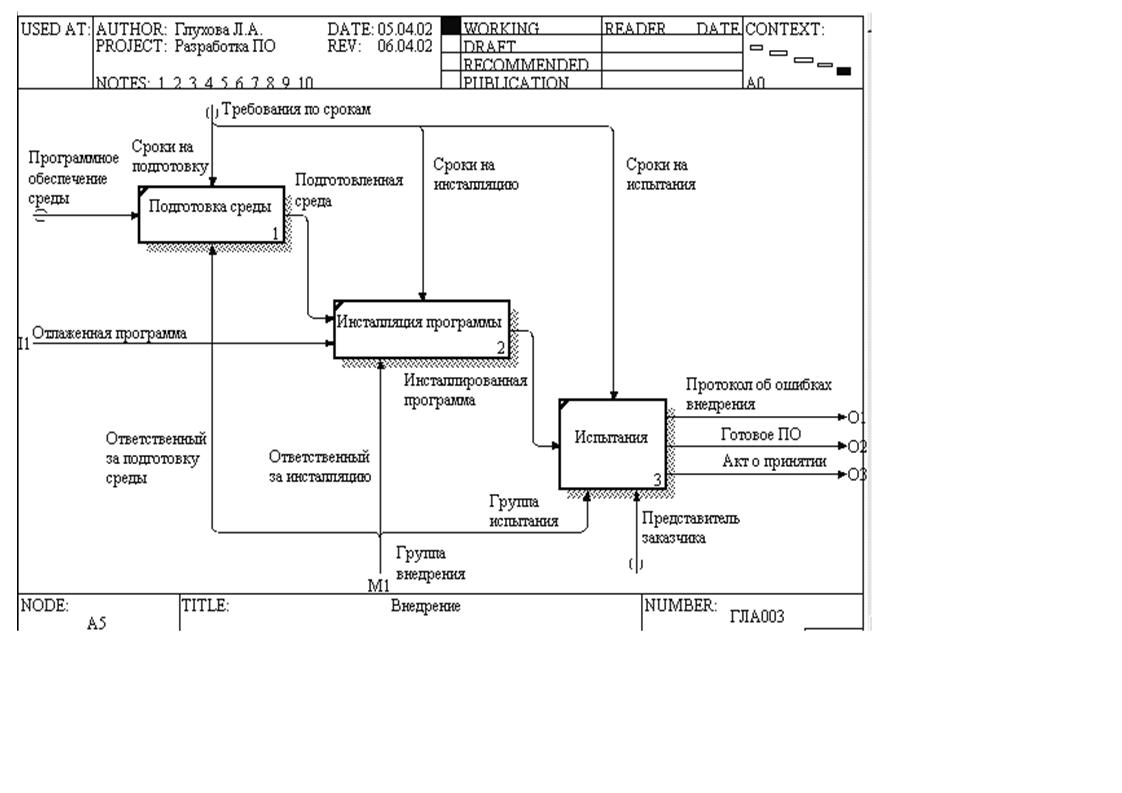 USED AT:
AUTHOR: Глухова Л.А.
DATE: 05.04.02
PROJECT: Разработка ПО
REV: 06.04.02
NOTES: 1 2 3 4 5 6 7 8 9 10
WORKING
DRAFT
RECOMMENDED
PUBLICATION
READER
DATE
CONTEXT:
A0
Требования по срокам
Программное
обеспечение
среды
Сроки на
подготовку
Подготовленная
среда
Сроки на
инсталляцию
Сроки на
испытания
Подготовка среды
1
I1
Отлаженная программа
Инсталляция программы
2
Инсталлированная
программа
Протокол об ошибках
внедрения
O1
Испытания
3
Готовое ПО
O2
Акт о принятии
O3
Ответственный
за подготовку
среды
Ответственный
за инсталляцию
Группа
испытания
Представитель
заказчика
Группа
внедрения
M1
NODE:
A5
TITLE:
Внедрение
NUMBER:
ГЛА003